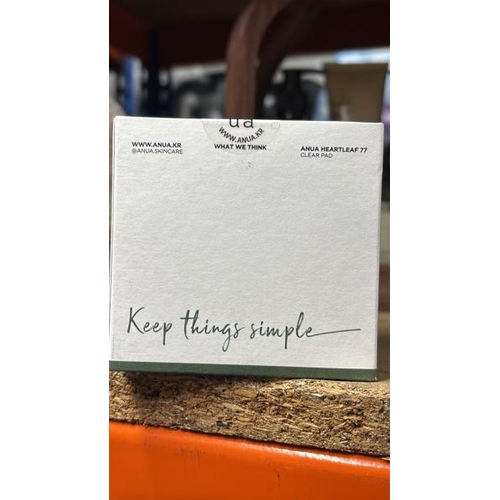 ua
WWW.ANUA.KR
WHAT WE THINK
WWW.ANUA.KR
@ANUA.SKINCARE
ANUA HEARTLEAF 77
CLEAR PAD
Keep things simple